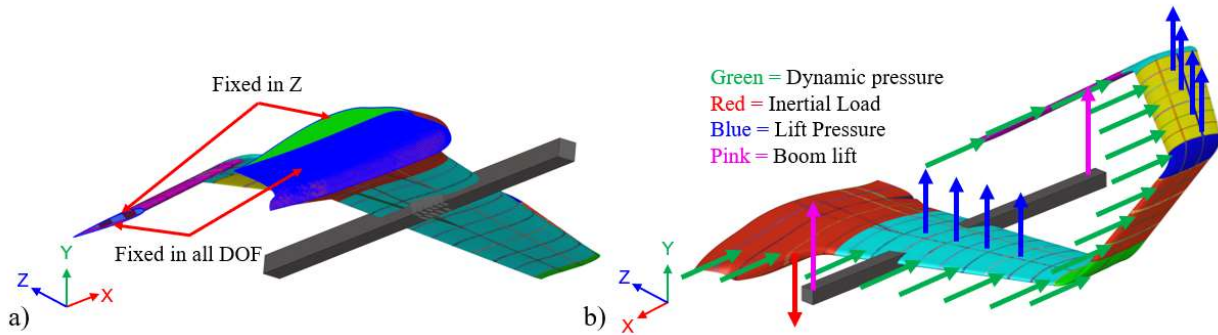 Fixed in Z
Fixed in all DOF
Y
Z
X
a)
Green = Dynamic pressure
Red = Inertial Load
Blue = Lift Pressure
Pink = Boom lift
Y
Z
X
b)